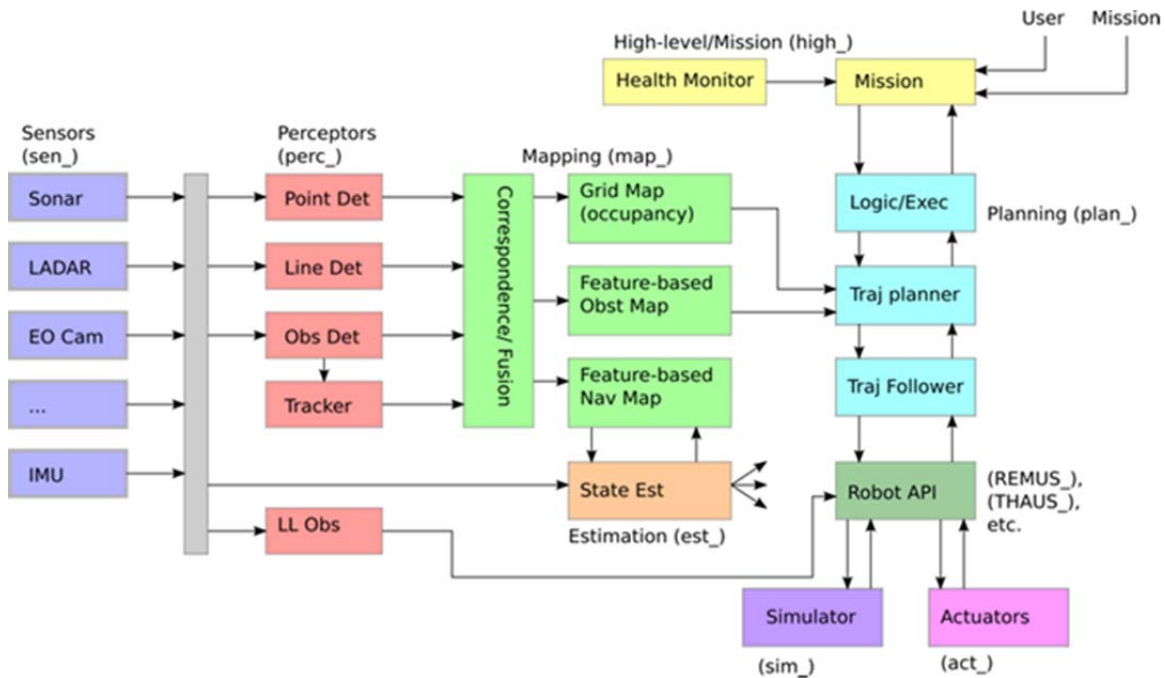 User Mission
High-level/Mission (high_)
Health Monitor
Mission
Sensors
(sen_)
Perceptors
(perc_)
Mapping (map_)
Sonar
Point Det
Correspondence/ Fusion
Grid Map
(occupancy)
Logic/Exec
Planning (plan_)
LADAR
Line Det
Feature-based
Obst Map
Traj planner
EO Cam
Obs Det
Feature-based
Nav Map
Traj Follower
...
Tracker
IMU
State Est
Robot API
(REMUS_),
(THAUS_),
etc.
LL Obs
Estimation (est_)
Simulator
Actuators
(sim_)
(act_)